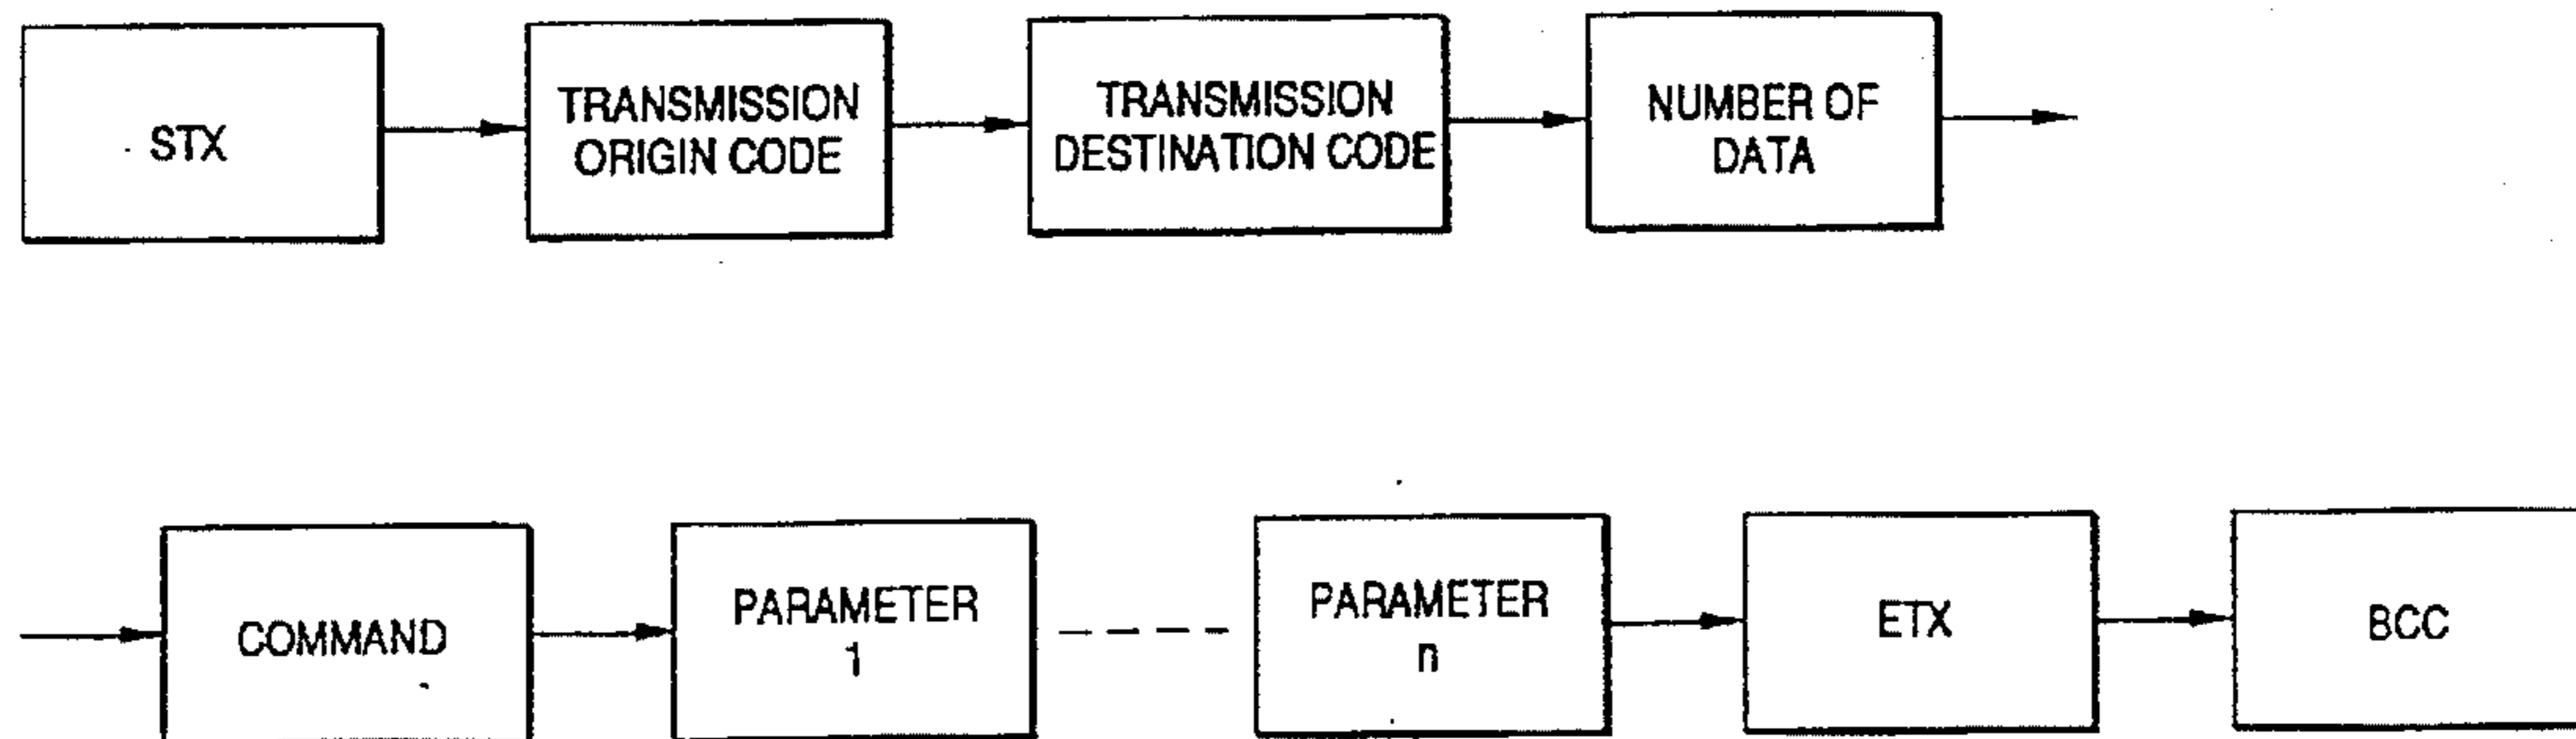 STX
TRANSMISSION
ORIGIN CODE
TRANSMISSION
DESTINATION CODE
NUMBER OF
DATA
COMMAND
PARAMETER
1
PARAMETER
n
ETX
BCC